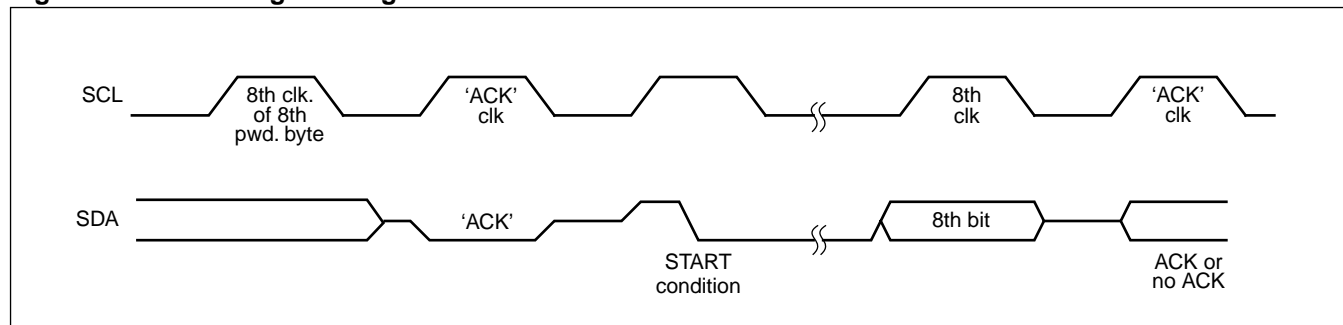 SCL
8th clk.
of 8th
pwd. byte
'ACK'
clk
8th
clk
'ACK'
clk
SDA
'ACK'
START
condition
8th bit
ACK or
no ACK